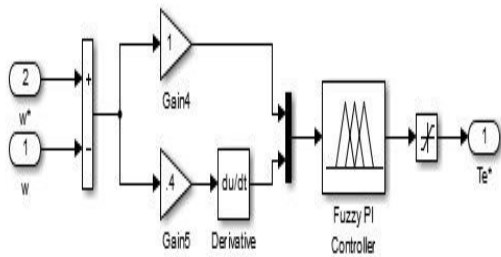 1
Gain4
2
w*
+
-
1
w
.4
Gain5
du/dt
Derivative
Fuzzy PI
Controller
1
Te*